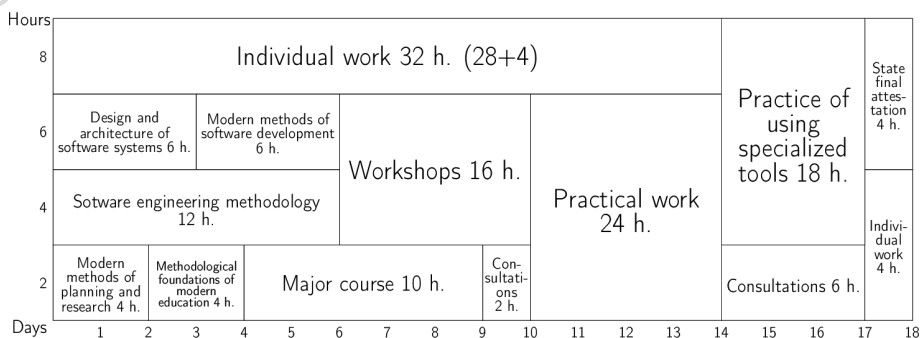 Hours
8
6
4
2
Individual work 32 h. (28+4)
Design and
architecture of
software systems 6 h.
Modern methods of
software development
6 h.
Workshops 16 h.
Practical work
24 h.
Practice of
using
specialized
tools 18 h.
State
final
attes-
tation
4 h.
Sotware engineering methodology
12 h.
Modern
methods of
planning and
research 4 h.
Methodological
foundations of
modern
education 4 h.
Major course 10 h.
Con-
sultati-
ons
2 h.
Consultations 6 h.
Indivi-
dual
work
4 h.
Days
1 2 3 4 5 6 7 8 9 10 11 12 13 14 15 16 17 18